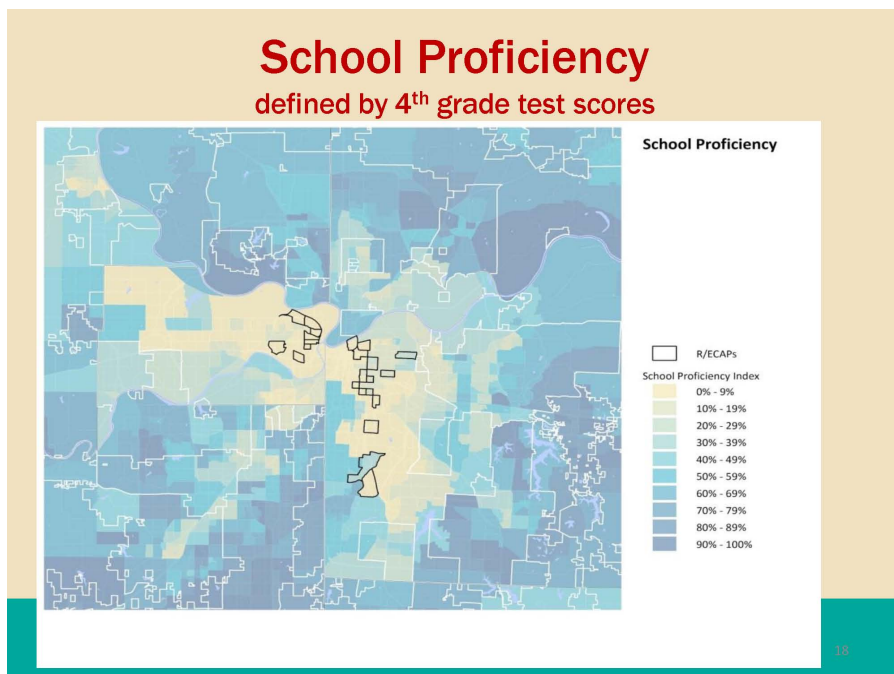 School Proficiency
defined by 4th grade test scores
School Proficiency
R/ECAPs
School Proficiency Index
0% - 9%
10% - 19%
20% - 29%
30% - 39%
40% - 49%
50% - 59%
60% - 69%
70% - 79%
80% - 89%
90% - 100%
18